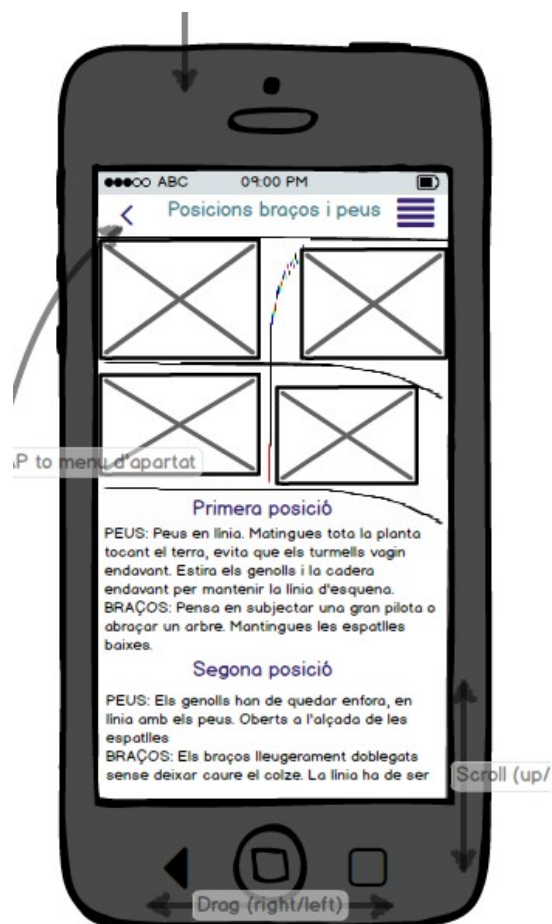 ABC 09:00 PM
Posicions braços i peus
AP to menu d'apartat
Primera posició
PEUS: Peus en línia. Matingues tota la planta
tocant el terra, evita que els turmells vagin
endavant. Estira els genolls i la cadera
endavant per mantenir la línia d'esquena.
BRAÇOS: Pensa en subjectar una gran pilota o
abraçar un arbre. Mantingues les espatlles
baixes.
Segona posició
PEUS: Els genolls han de quedar enfora, en
línia amb els peus. Oberts a l'alçada de les
espatlles
BRAÇOS: Els braços lleugerament doblegats
sense deixar caure el colze. La línia ha de ser
Scroll (up/
Drag (right/left)